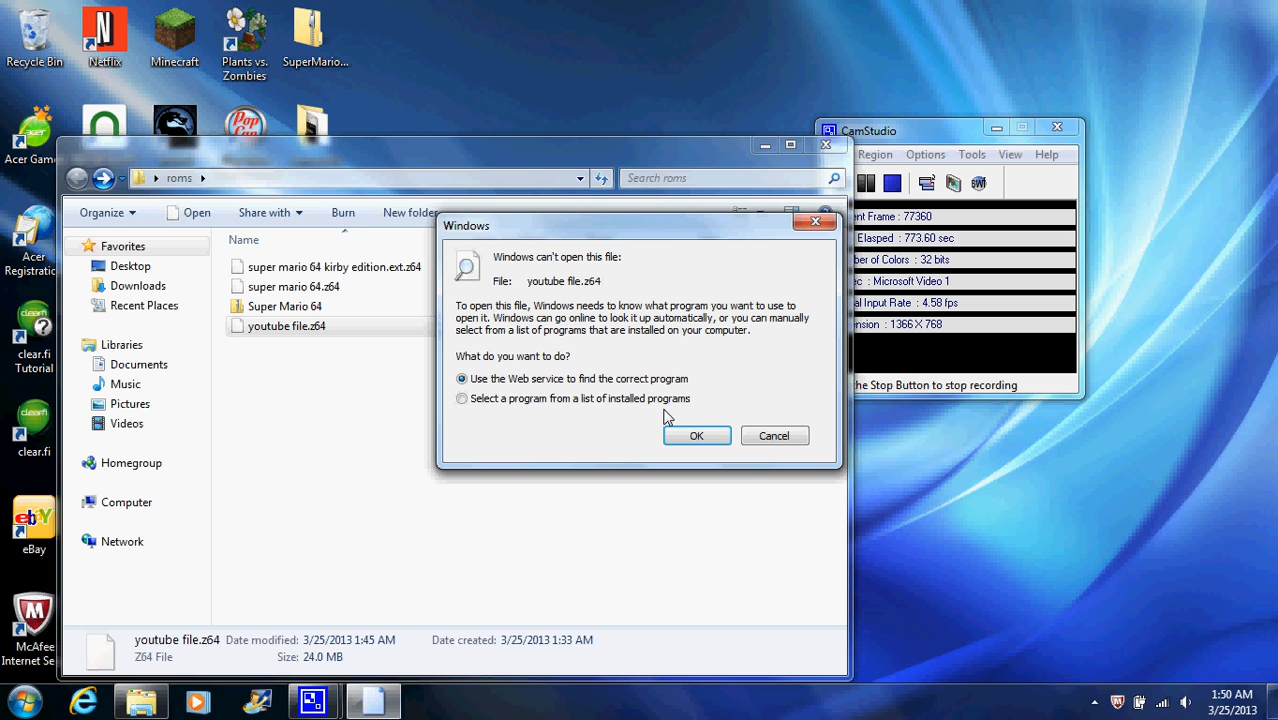 Recycle Bin
Netflix
Minecraft
Plants vs. Zombies
SuperMario...
Acer Game
Acer Registratio
clear.fi Tutorial
clear.fi
eBay
McAfee Internet Se
Pop Cap
roms
Search roms
Organize
Open
Share with
Burn
New folder
Favorites
Desktop
Downloads
Recent Places
Libraries
Documents
Music
Pictures
Videos
Homegroup
Computer
Network
Name
super mario 64 kirby edition.ext.z64
super mario 64.z64
Super Mario 64
youtube file.z64
youtube file.z64 Date modified: 3/25/2013 1:45 AM Date created: 3/25/2013 1:33 AM
Z64 File Size: 24.0 MB
Windows
Windows can't open this file:
File: youtube file.z64
To open this file, Windows needs to know what program you want to use to
open it. Windows can go online to look it up automatically, or you can manually
select from a list of programs that are installed on your computer.
What do you want to do?
Use the Web service to find the correct program
Select a program from a list of installed programs
OK Cancel
CamStudio
Region Options Tools View Help
ent Frame : 77360
Elasped : 773.60 sec
ber of Colors : 32 bits
c : Microsoft Video 1
al Input Rate : 4.58 fps
ension : 1366 X 768
the Stop Button to stop recording
1:50 AM
3/25/2013